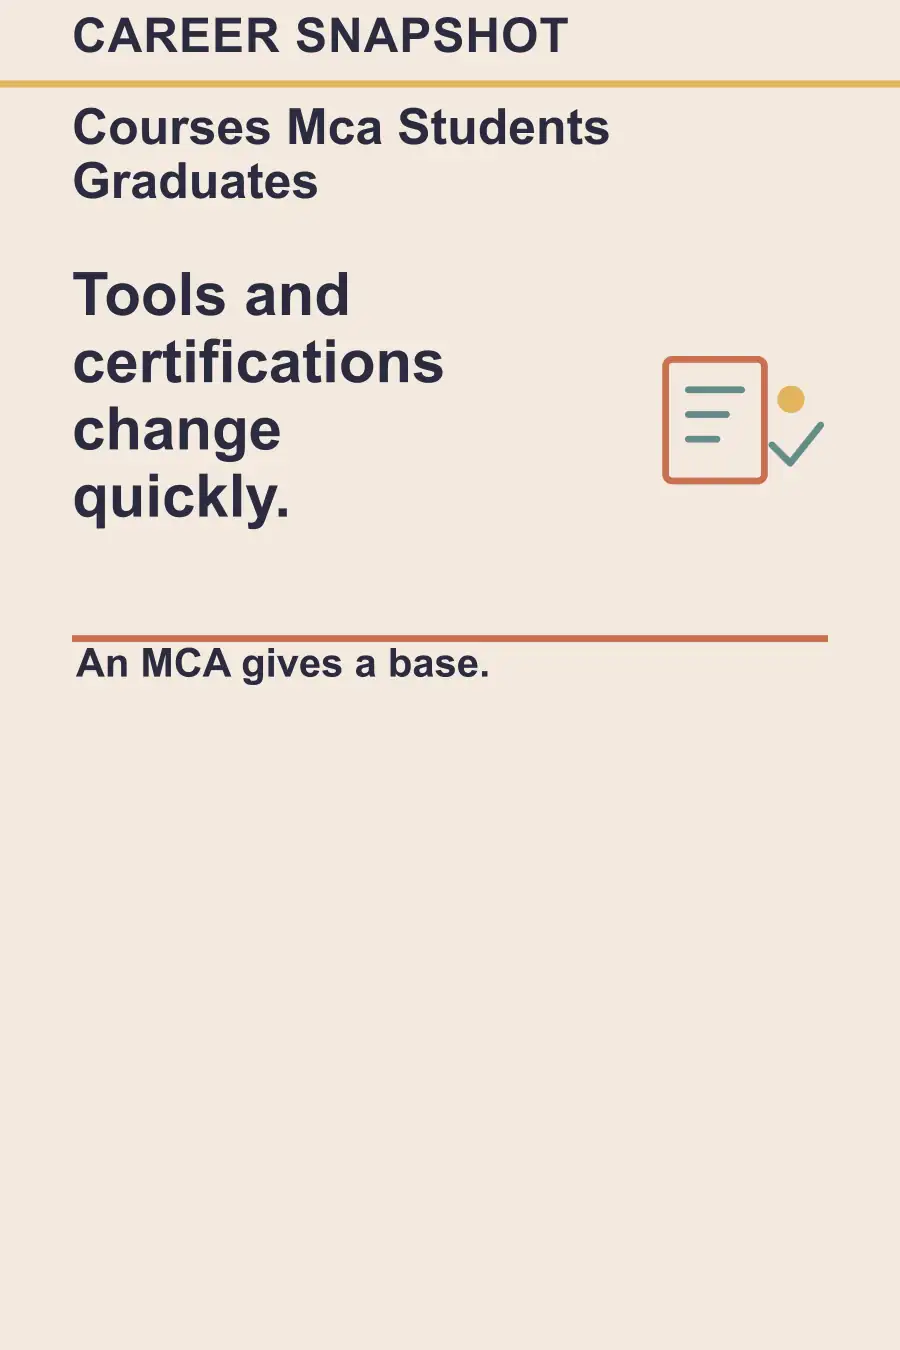 CAREER SNAPSHOT
Courses Mca Students
Graduates
Tools and
certifications
change
quickly.
An MCA gives a base.